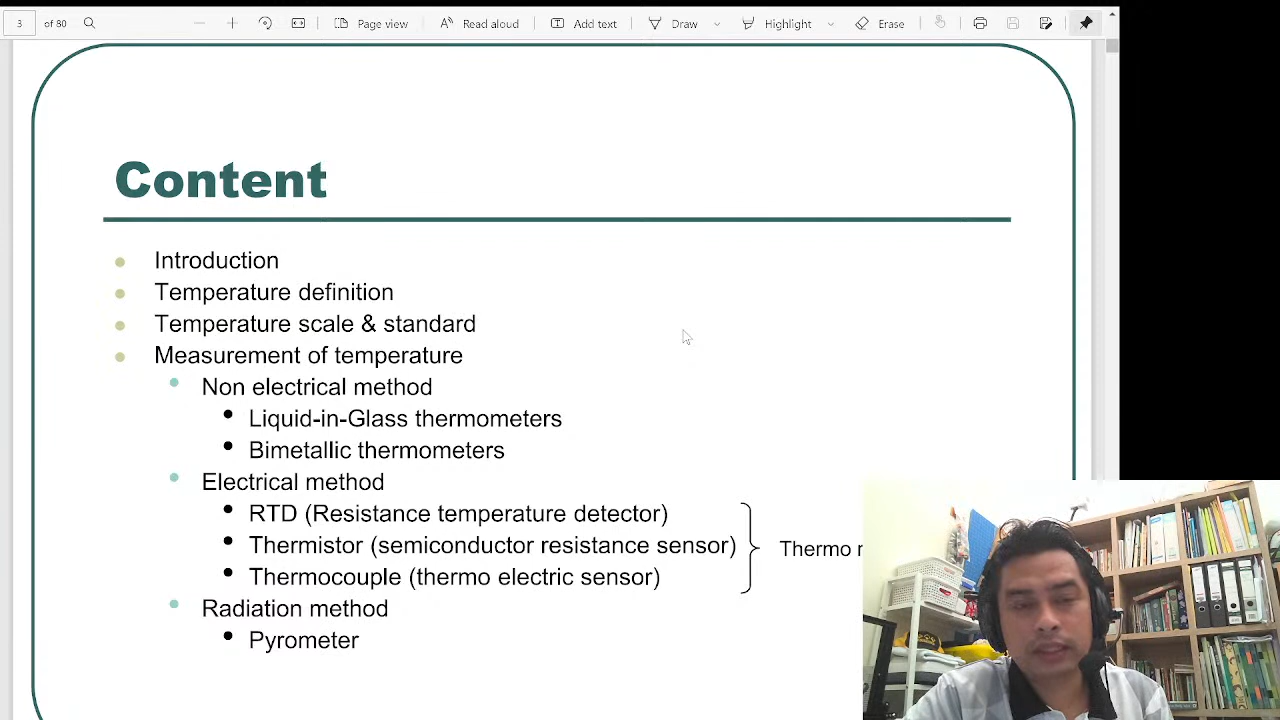 3 of 80 Page view Read aloud Add text Draw Highlight Erase
Content
Introduction
Temperature definition
Temperature scale & standard
Measurement of temperature
Non electrical method
Liquid-in-Glass thermometers
Bimetallic thermometers
Electrical method
RTD (Resistance temperature detector)
Thermistor (semiconductor resistance sensor)
Thermocouple (thermo electric sensor)
Thermo
Radiation method
Pyrometer